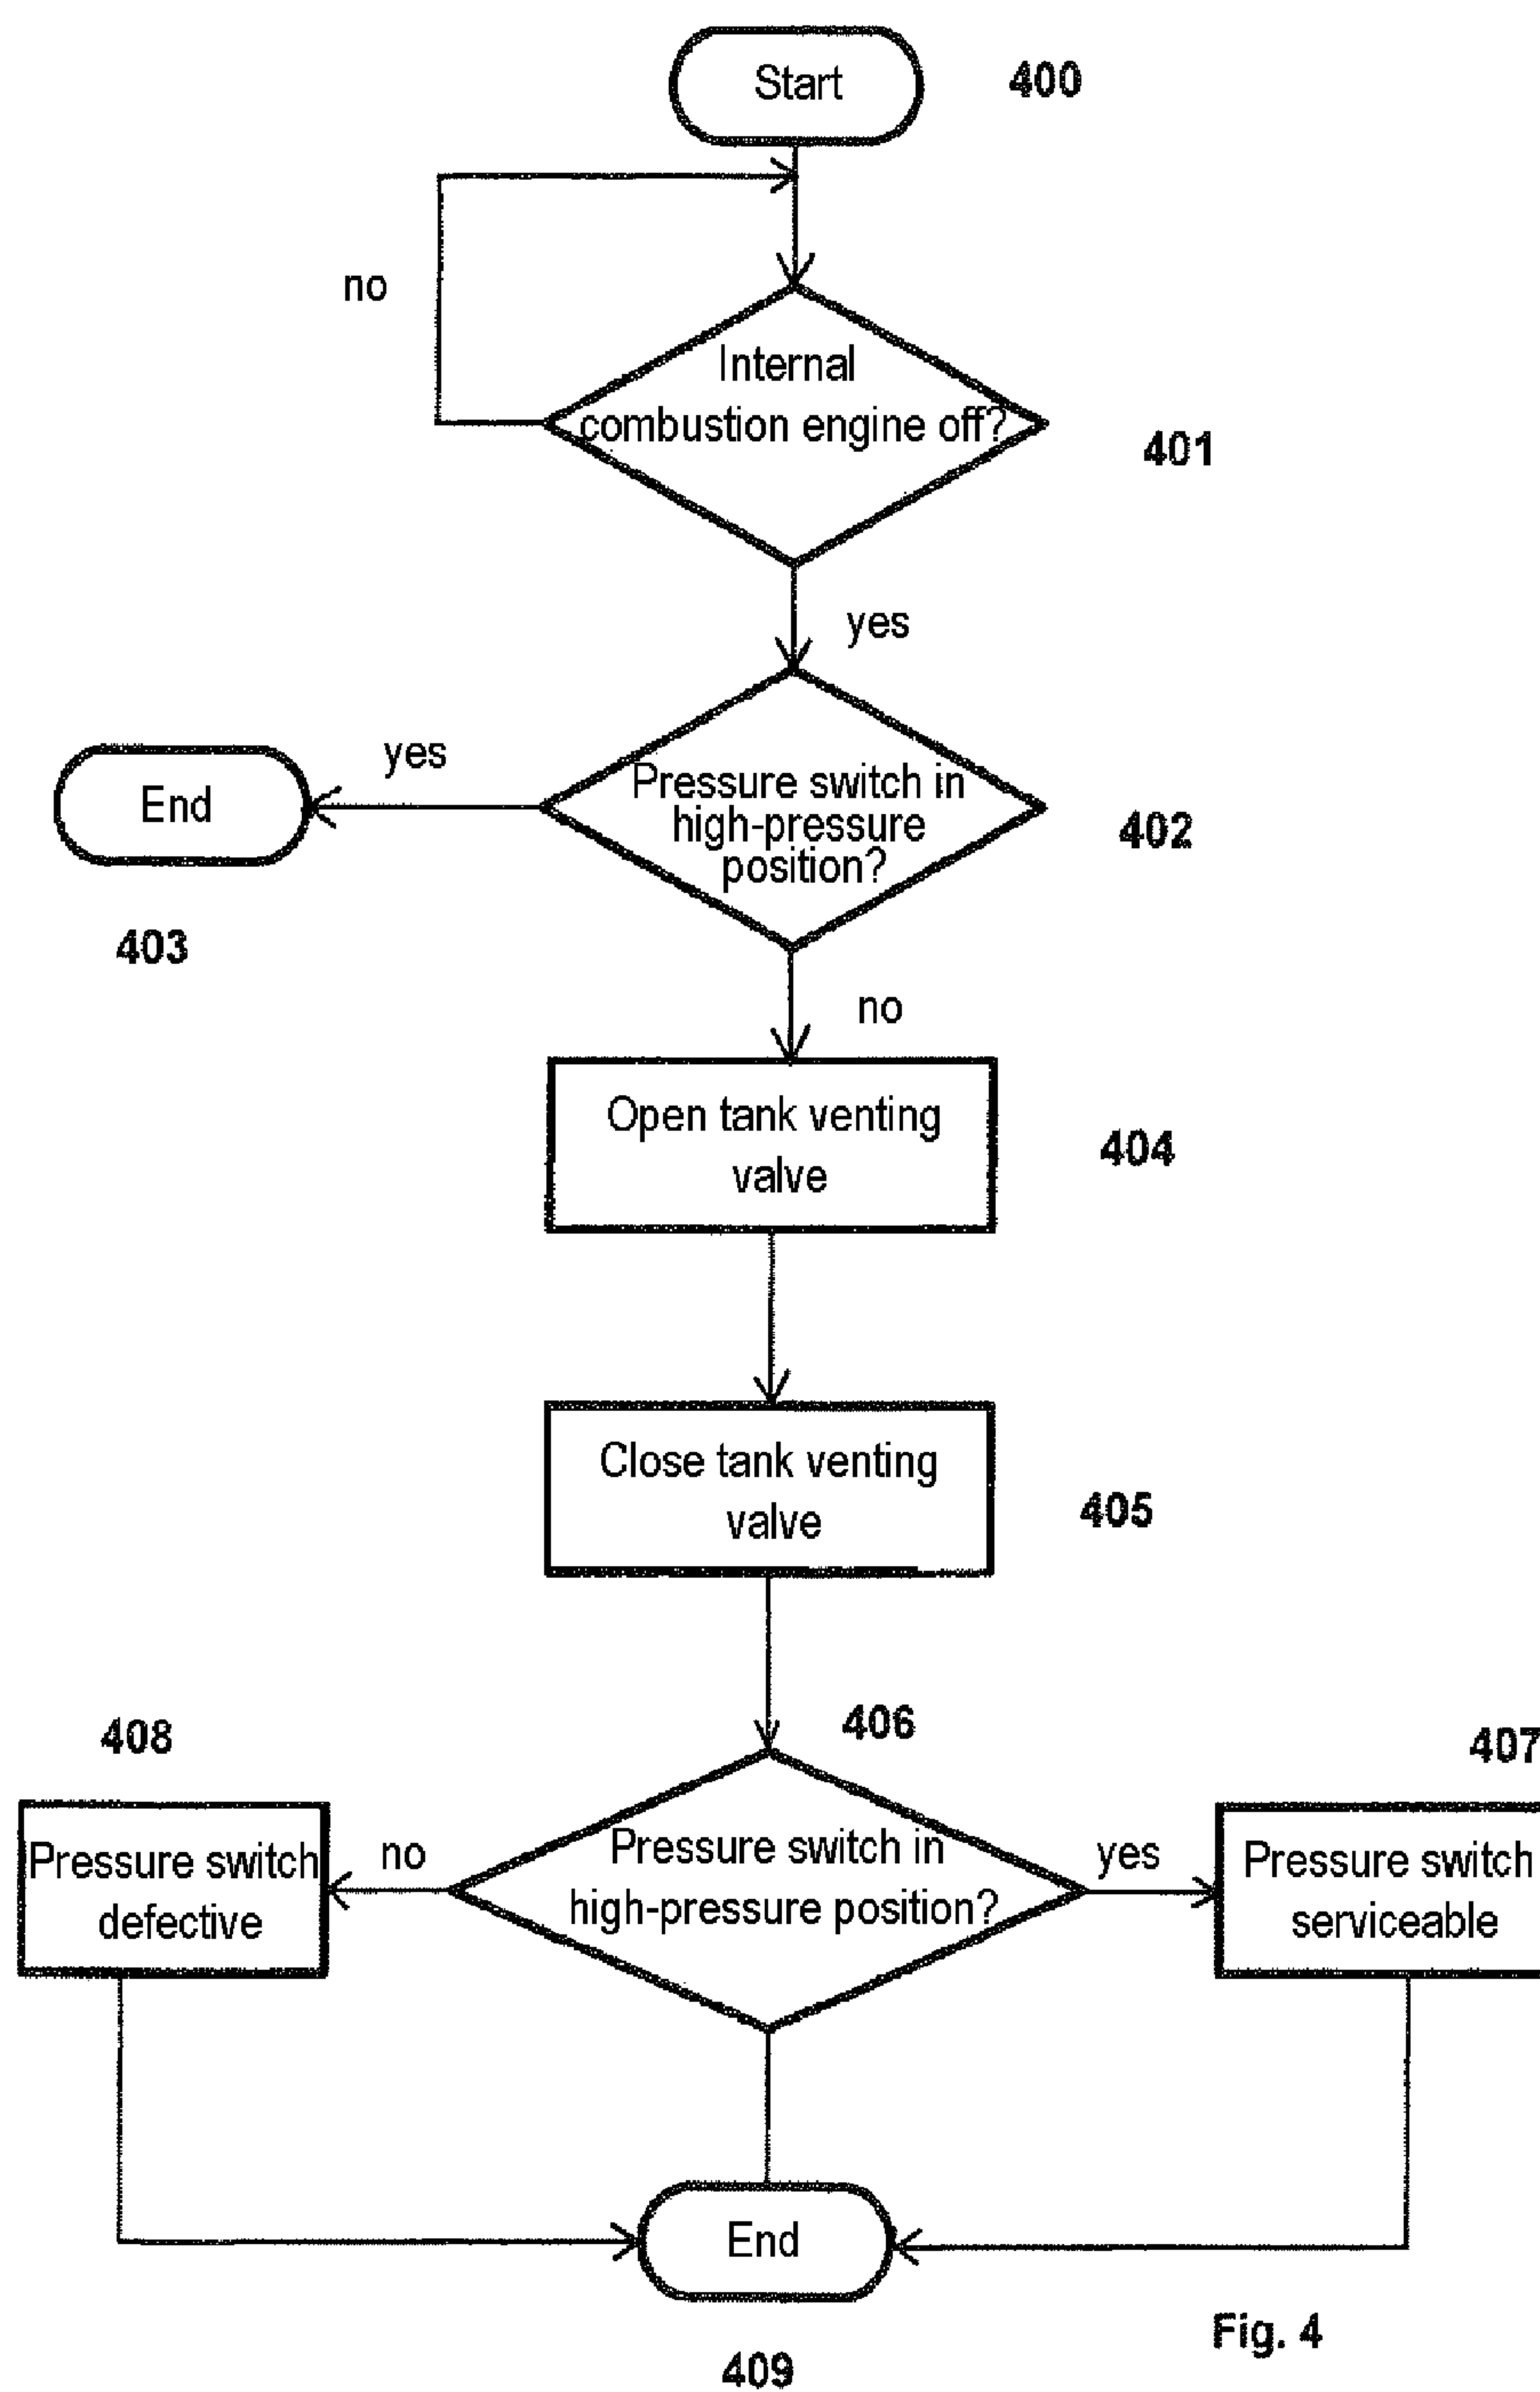 Start
400
no
Internal
combustion engine off?
401
yes
yes
End
Pressure switch in
high-pressure
position?
402
403
no
Open tank venting
valve
404
Close tank venting
valve
405
408
406
407
Pressure switch
defective
no
Pressure switch in
high-pressure position?
yes
Pressure switch
serviceable
End
Fig. 4
409